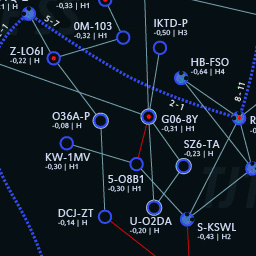 -0,33 | H1
5-7
0M-103
-0,32 | H1
IKTD-P
-0,50 | H3
Z-LO6I
-0,22 | H
HB-FSO
-0,64 | H4
8-11
2-1
O36A-P
-0,08 | H
G06-8Y
-0,31 | H1
SZ6-TA
-0,23 | H
KW-1MV
-0,30 | H1
5-O8B1
-0,30 | H1
DCJ-ZT
-0,14 | H
U-O2DA
-0,20 | H
S-KSWL
-0,43 | H2